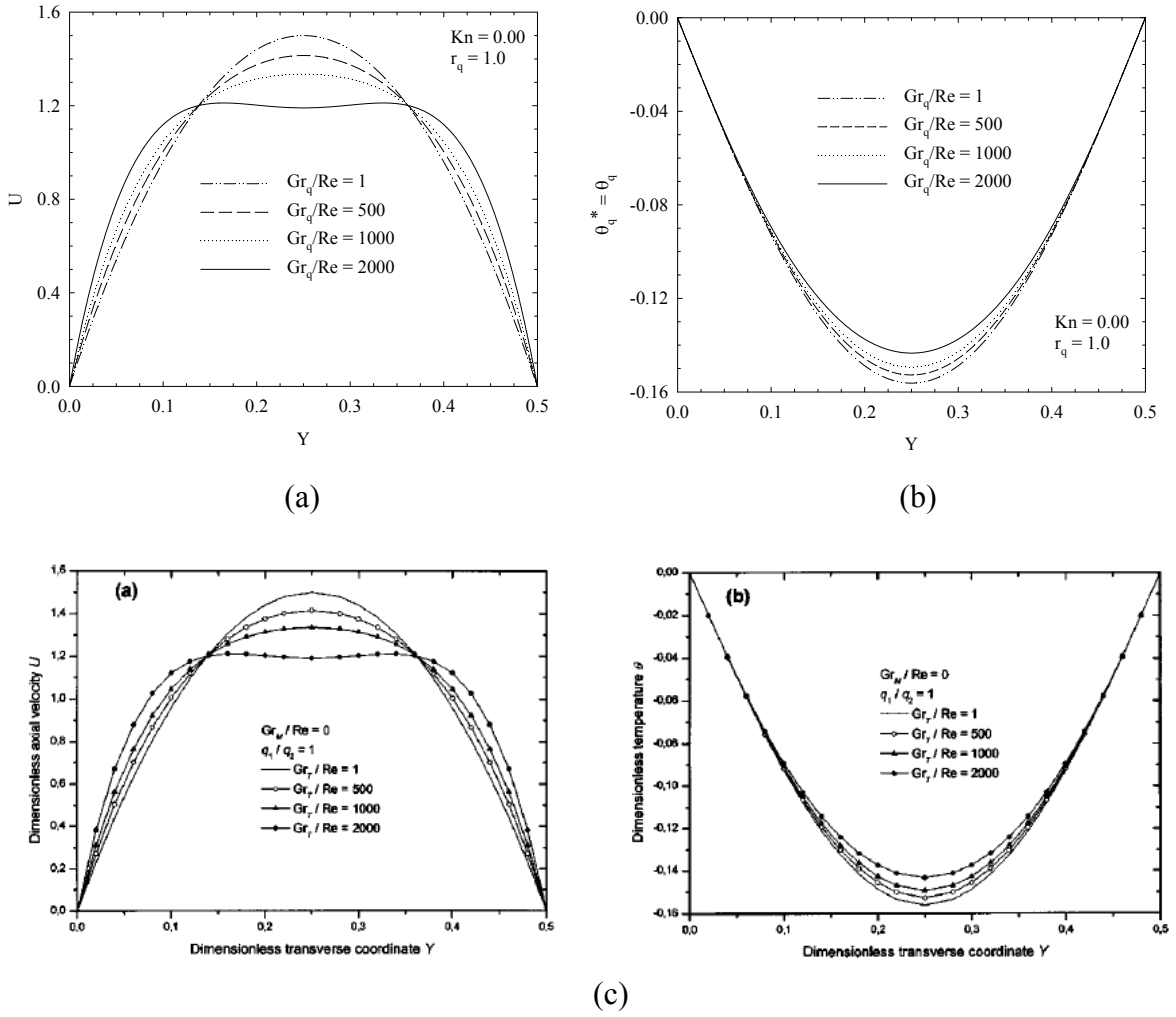 1.6
1.2
0.8
0.4
0.0
U
Kn = 0.00
r_q = 1.0
Gr_q/Re = 1
Gr_q/Re = 500
Gr_q/Re = 1000
Gr_q/Re = 2000
0.0 0.1 0.2 0.3 0.4 0.5
Y
(a)
0.00
-0.04
-0.08
-0.12
-0.16
θ_q* = θ_q
Gr_q/Re = 1
Gr_q/Re = 500
Gr_q/Re = 1000
Gr_q/Re = 2000
Kn = 0.00
r_q = 1.0
0.0 0.1 0.2 0.3 0.4 0.5
Y
(b)
1,6
1,4
1,2
1,0
0,8
0,6
0,4
0,2
0,0
Dimensionless axial velocity U
(a)
Gr_M / Re = 0
q_1 / q_2 = 1
Gr_T / Re = 1
Gr_T / Re = 500
Gr_T / Re = 1000
Gr_T / Re = 2000
0,0 0,1 0,2 0,3 0,4 0,5
Dimensionless transverse coordinate Y
0,00
-0,02
-0,04
-0,06
-0,08
-0,10
-0,12
-0,14
-0,16
Dimensionless temperature θ
(b)
Gr_M / Re = 0
q_1 / q_2 = 1
Gr_T / Re = 1
Gr_T / Re = 500
Gr_T / Re = 1000
Gr_T / Re = 2000
0,0 0,1 0,2 0,3 0,4 0,5
Dimensionless transverse coordinate Y
(c)